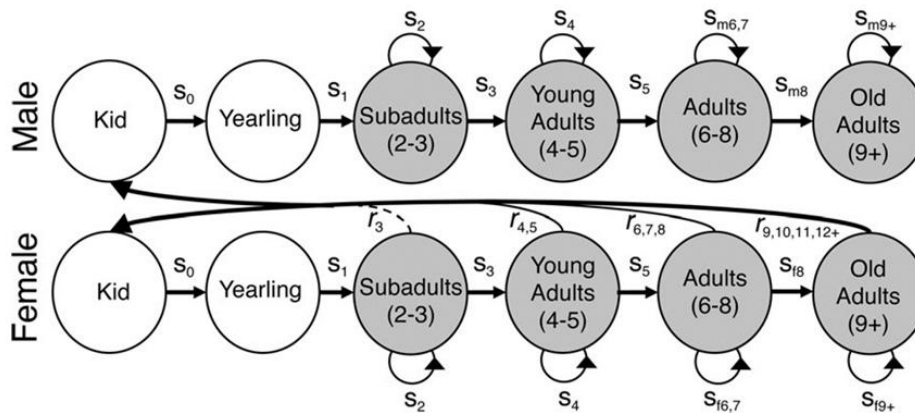 Male
s₂
s₄
sₘ₆,₇
sₘ₉₊
Kid
s₀
Yearling
s₁
Subadults
(2-3)
s₃
Young
Adults
(4-5)
s₅
Adults
(6-8)
sₘ₈
Old
Adults
(9+)
r₃
r₄,₅
r₆,₇,₈
r₉,₁₀,₁₁,₁₂₊
Female
Kid
s₀
Yearling
s₁
Subadults
(2-3)
s₃
Young
Adults
(4-5)
s₅
Adults
(6-8)
s_f8
Old
Adults
(9+)
s₂
s₄
s_f6,7
s_f9+